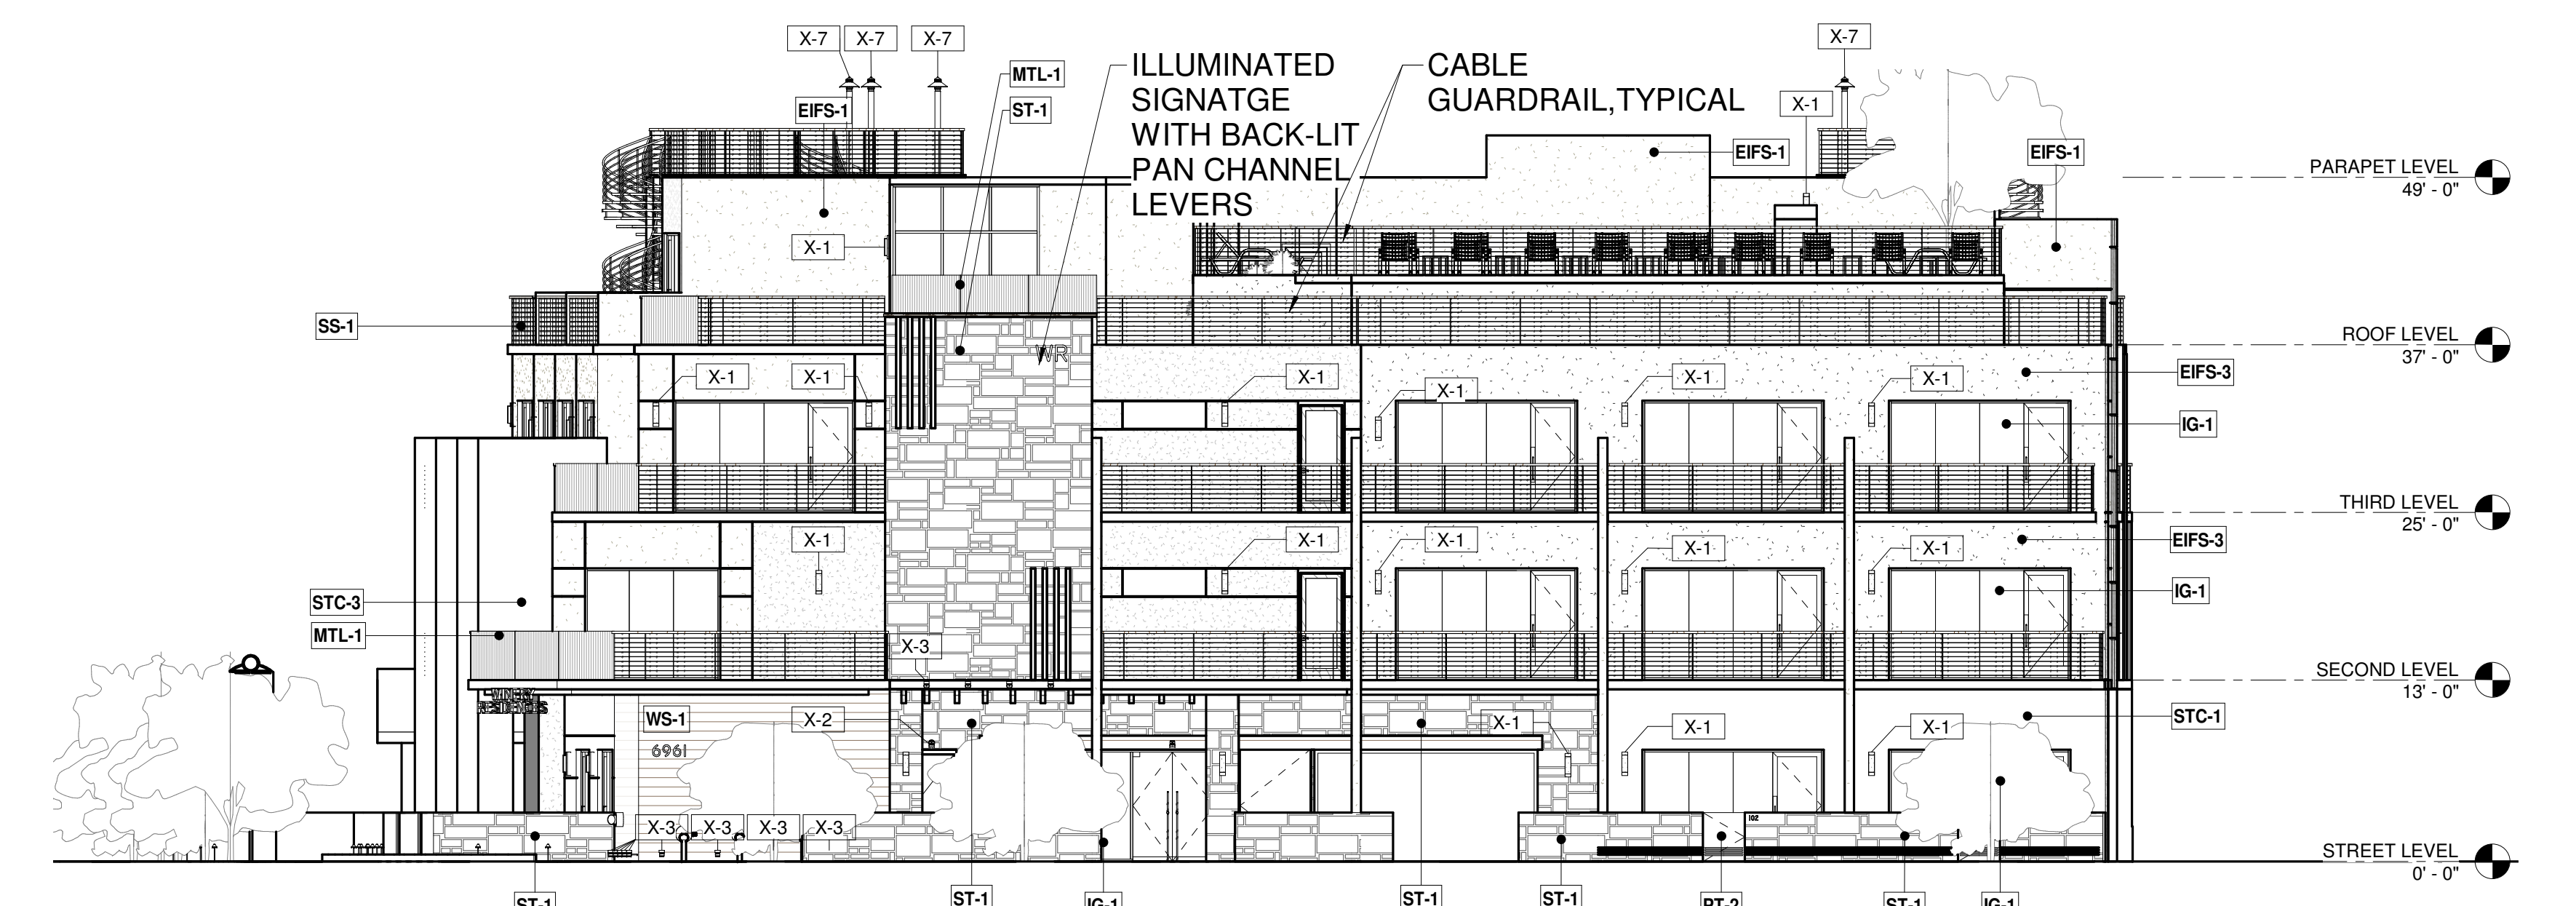 X-7 X-7 X-7 X-7
MTL-1
ILLUMINATED
SIGNATGE
WITH BACK-LIT
PAN CHANNEL
LEVERS
CABLE
GUARDRAIL,TYPICAL
X-1
EIFS-1
ST-1
EIFS-1
EIFS-1
PARAPET LEVEL
49' - 0"
X-1
SS-1
WR
ROOF LEVEL
37' - 0"
X-1 X-1 X-1 X-1 X-1 X-1
EIFS-3
IG-1
THIRD LEVEL
25' - 0"
X-1 X-1 X-1 X-1 X-1
EIFS-3
IG-1
STC-3
MTL-1
X-3
SECOND LEVEL
13' - 0"
WINERY
RESIDENCES
WS-1
X-2
X-1 X-1 X-1
STC-1
6961
X-3 X-3 X-3 X-3
102
STREET LEVEL
0' - 0"
ST-1 ST-1 IG-1 ST-1 ST-1 PT-2 ST-1 IG-1